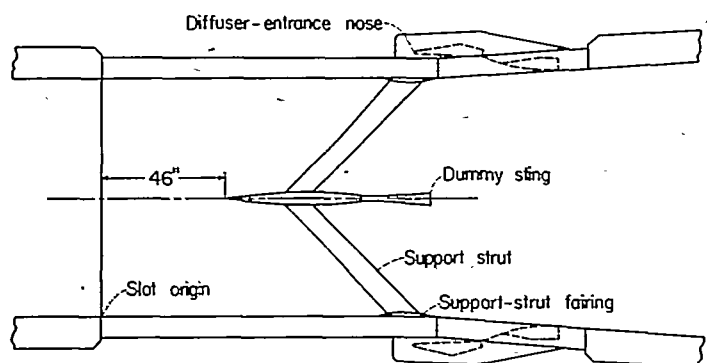 Diffuser-entrance nose
46"
Dummy sting
Support strut
Slot origin
Support-strut fairing